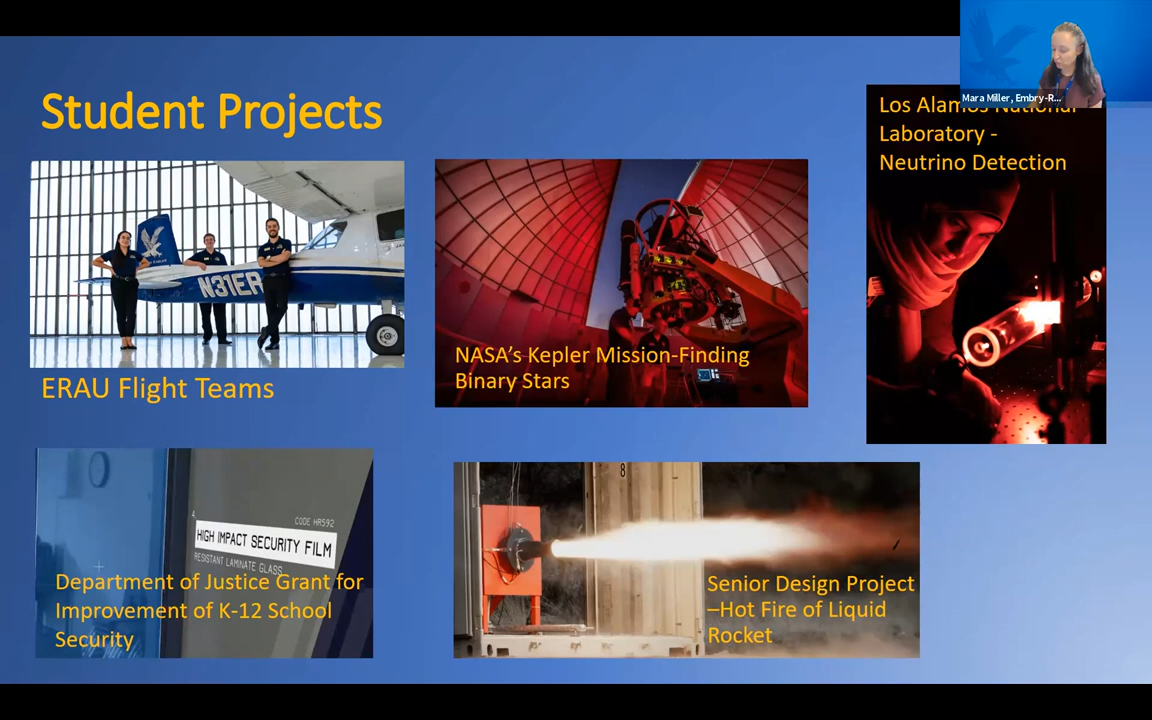 Student Projects
Mara Miller, Embry-R...
Los Alamos National
Laboratory -
Neutrino Detection
N31ER
ERAU Flight Teams
NASA's Kepler Mission-Finding
Binary Stars
CODE HR592
HIGH IMPACT SECURITY FILM
RESISTANT LAMINATE GLASS
Department of Justice Grant for
Improvement of K-12 School
Security
8
Senior Design Project
–Hot Fire of Liquid
Rocket